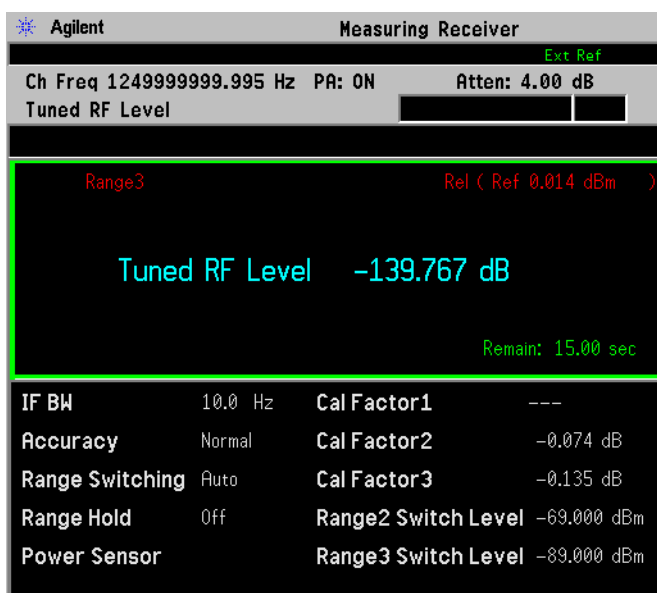 Agilent Measuring Receiver
Ext Ref
Ch Freq 1249999999.995 Hz PA: ON Atten: 4.00 dB
Tuned RF Level
Range3 Rel ( Ref 0.014 dBm )
Tuned RF Level -139.767 dB
Remain: 15.00 sec
IF BW 10.0 Hz Cal Factor1 ---
Accuracy Normal Cal Factor2 -0.074 dB
Range Switching Auto Cal Factor3 -0.135 dB
Range Hold Off Range2 Switch Level -69.000 dBm
Power Sensor Range3 Switch Level -89.000 dBm